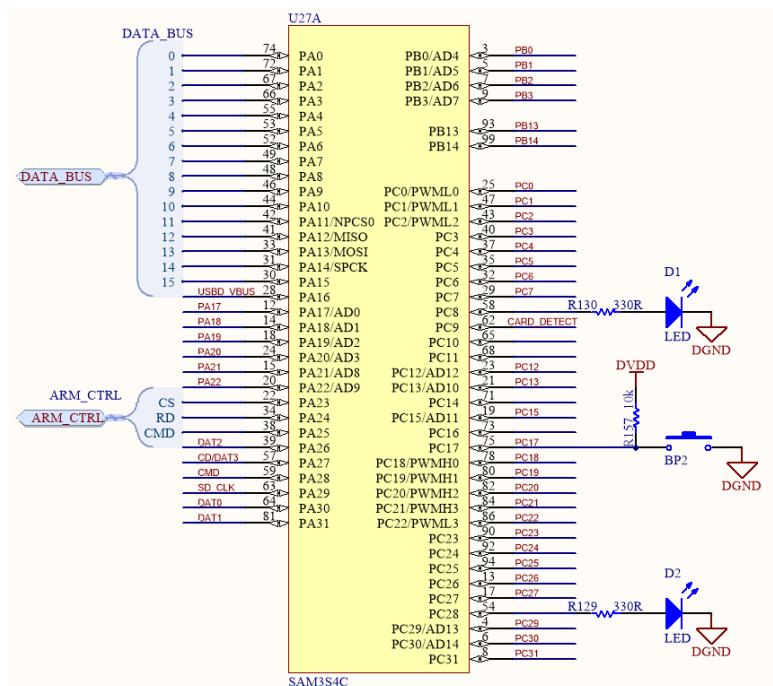 U27A
DATA_BUS
DATA_BUS
0 74 PA0
1 72 PA1
2 67 PA2
3 66 PA3
4 55 PA4
5 53 PA5
6 52 PA6
7 49 PA7
8 48 PA8
9 46 PA9
10 44 PA10
11 42 PA11/NPCS0
12 41 PA12/MISO
13 33 PA13/MOSI
14 31 PA14/SPCK
15 30 PA15
USBD_VBUS 28 PA16
PA17 12 PA17/AD0
PA18 14 PA18/AD1
PA19 18 PA19/AD2
PA20 24 PA20/AD3
PA21 15 PA21/AD8
PA22 20 PA22/AD9
ARM_CTRL
ARM_CTRL
CS 22 PA23
RD 34 PA24
CMD 38 PA25
DAT2 39 PA26
CD/DAT3 57 PA27
CMD 59 PA28
SD_CLK 63 PA29
DAT0 64 PA30
DAT1 81 PA31
PB0/AD4 3 PB0
PB1/AD5 5 PB1
PB2/AD6 7 PB2
PB3/AD7 9 PB3
PB13 93 PB13
PB14 99 PB14
PC0/PWML0 25 PC0
PC1/PWML1 47 PC1
PC2/PWML2 43 PC2
PC3 40 PC3
PC4 37 PC4
PC5 35 PC5
PC6 32 PC6
PC7 29 PC7
PC8 58
PC9 62 CARD_DETECT
PC10 65
PC11 68
PC12/AD12 23 PC12
PC13/AD10 21 PC13
PC14 71
PC15/AD11 19 PC15
PC16 73
PC17 75 PC17
PC18/PWMH0 78 PC18
PC19/PWMH1 80 PC19
PC20/PWMH2 82 PC20
PC21/PWMH3 84 PC21
PC22/PWML3 86 PC22
PC23 90 PC23
PC24 92 PC24
PC25 94 PC25
PC26 13 PC26
PC27 17 PC27
PC28 54
PC29/AD13 4 PC29
PC30/AD14 6 PC30
PC31 8 PC31
SAM3S4C
D1
R130 330R
LED
DGND
DVDD
R137 10k
BP2
DGND
D2
R129 330R
LED
DGND